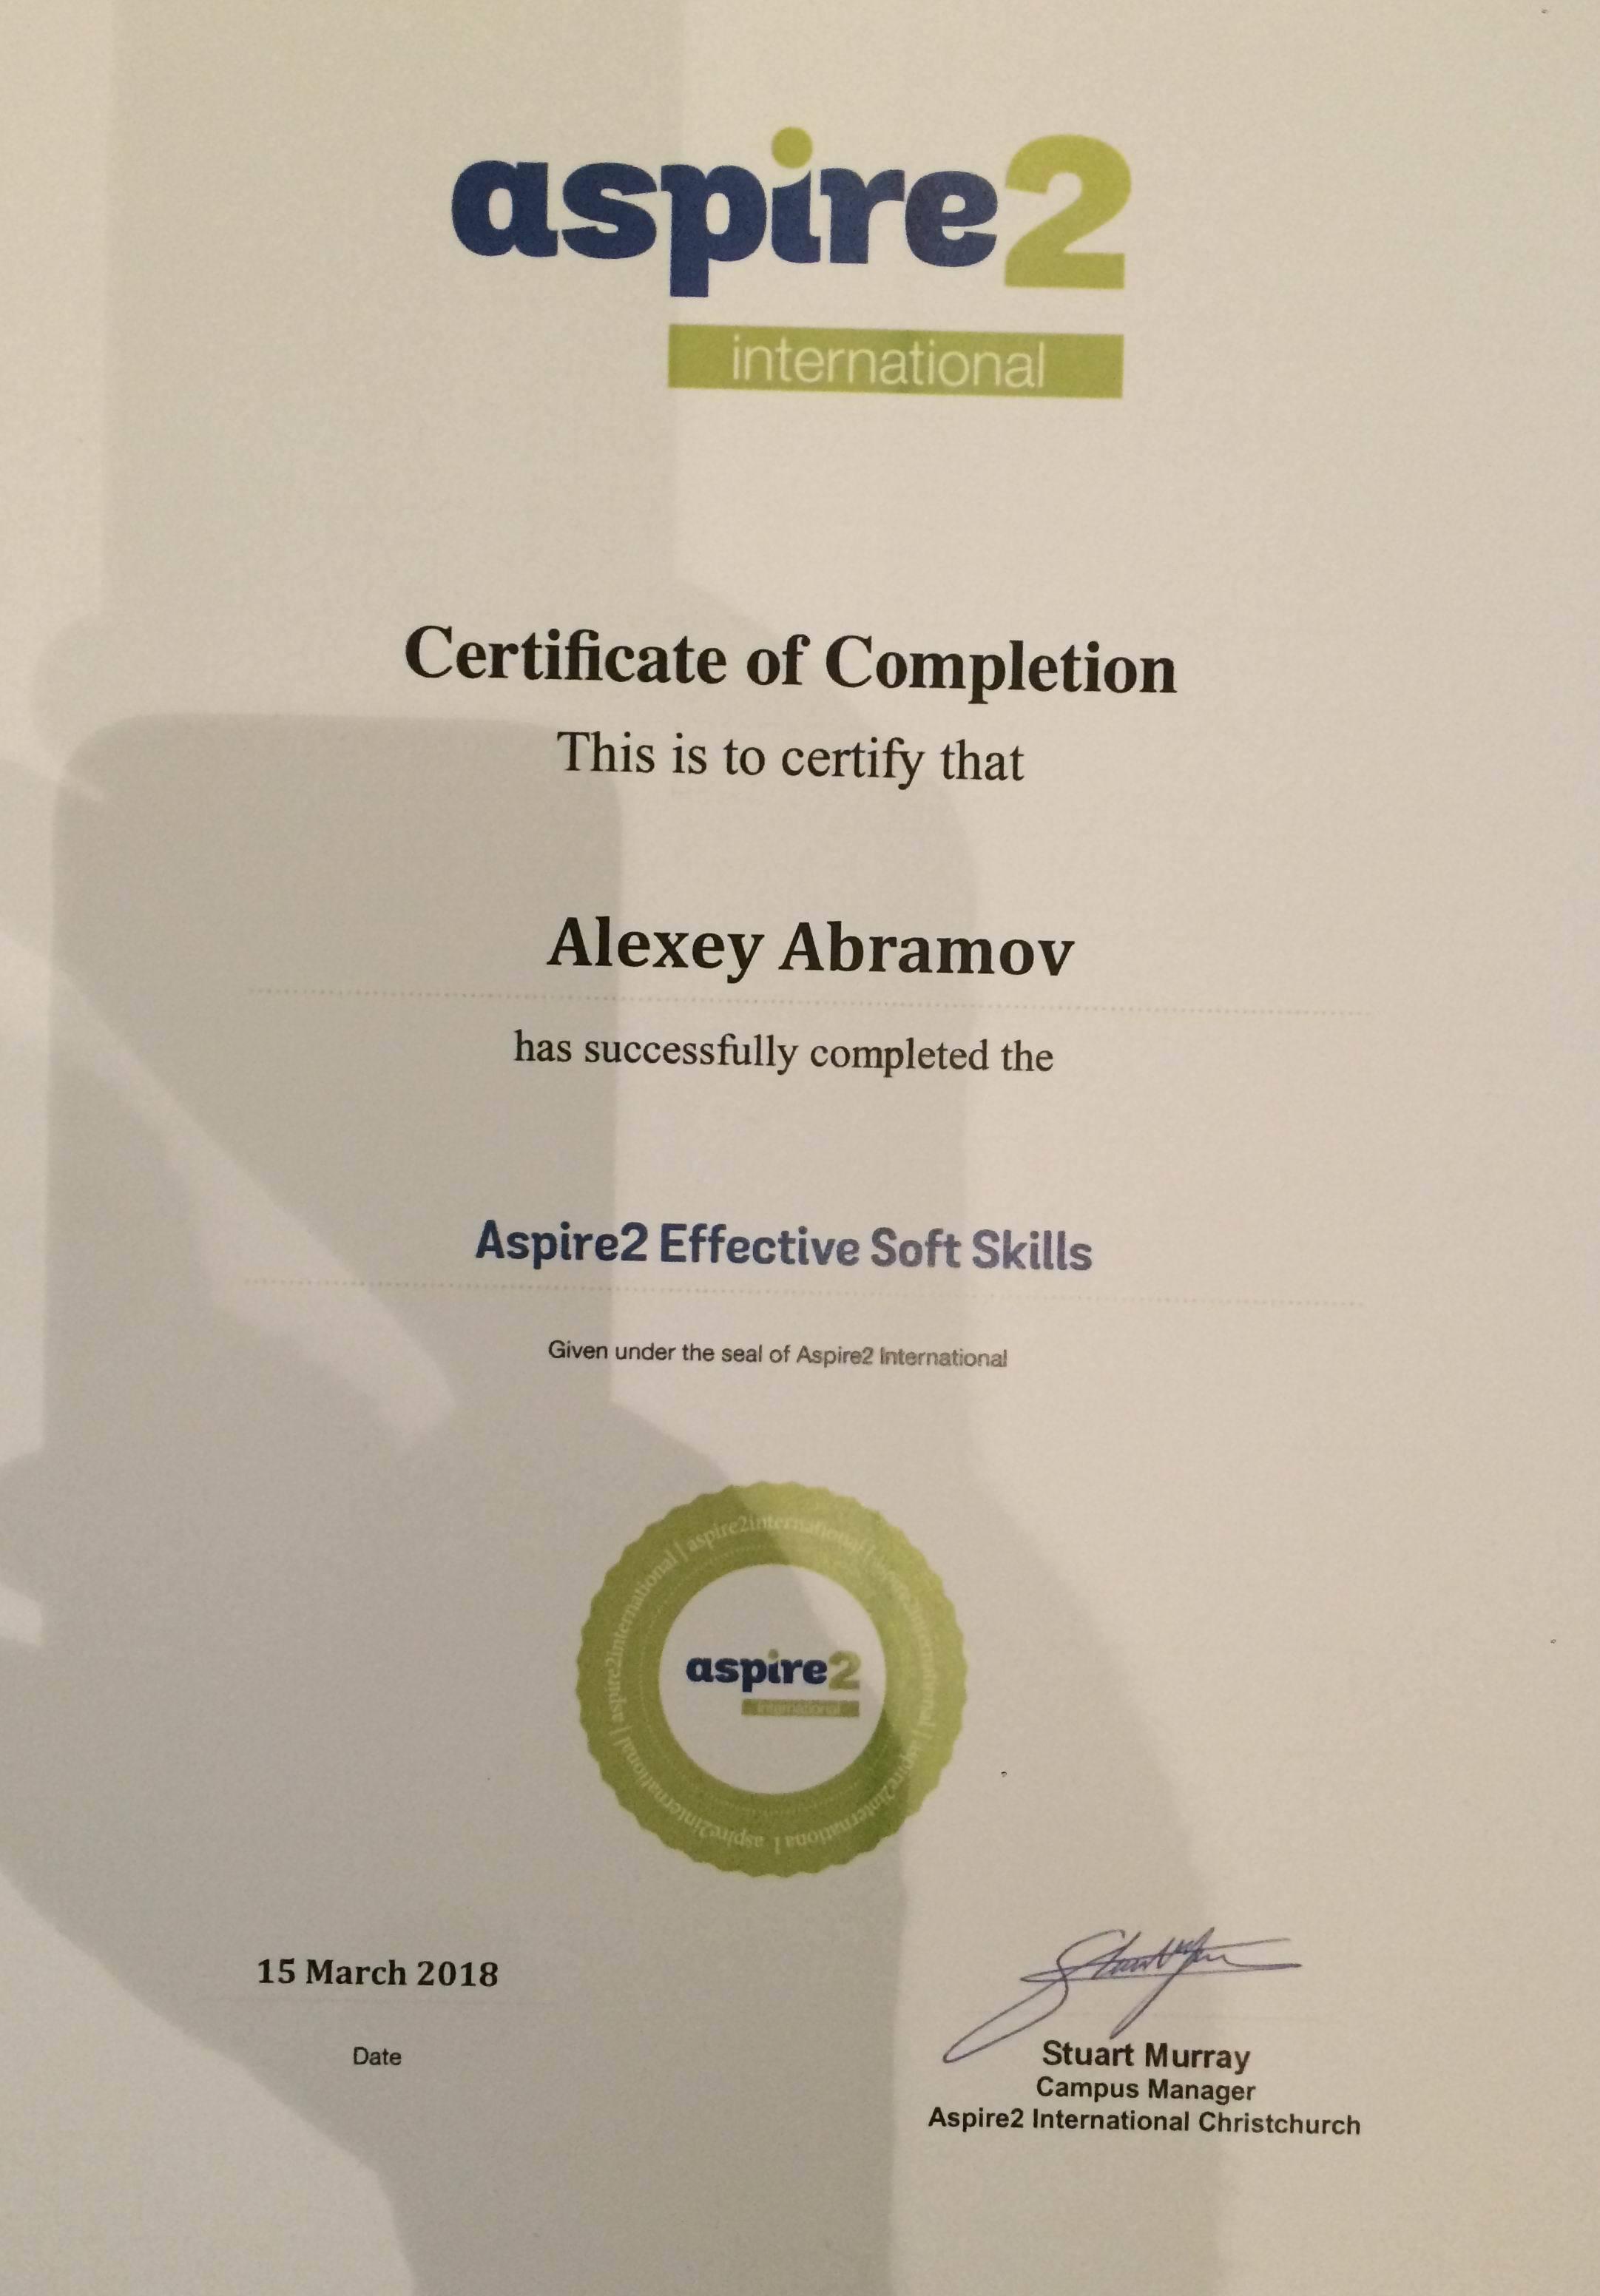 aspire2
international
Certificate of Completion
This is to certify that
Alexey Abramov
has successfully completed the
Aspire2 Effective Soft Skills
Given under the seal of Aspire2 International
aspire2international | aspire2international | aspire2international | aspire2international | aspire2international | aspire2international
aspire2
international
15 March 2018
Date
Stuart Murray
Campus Manager
Aspire2 International Christchurch